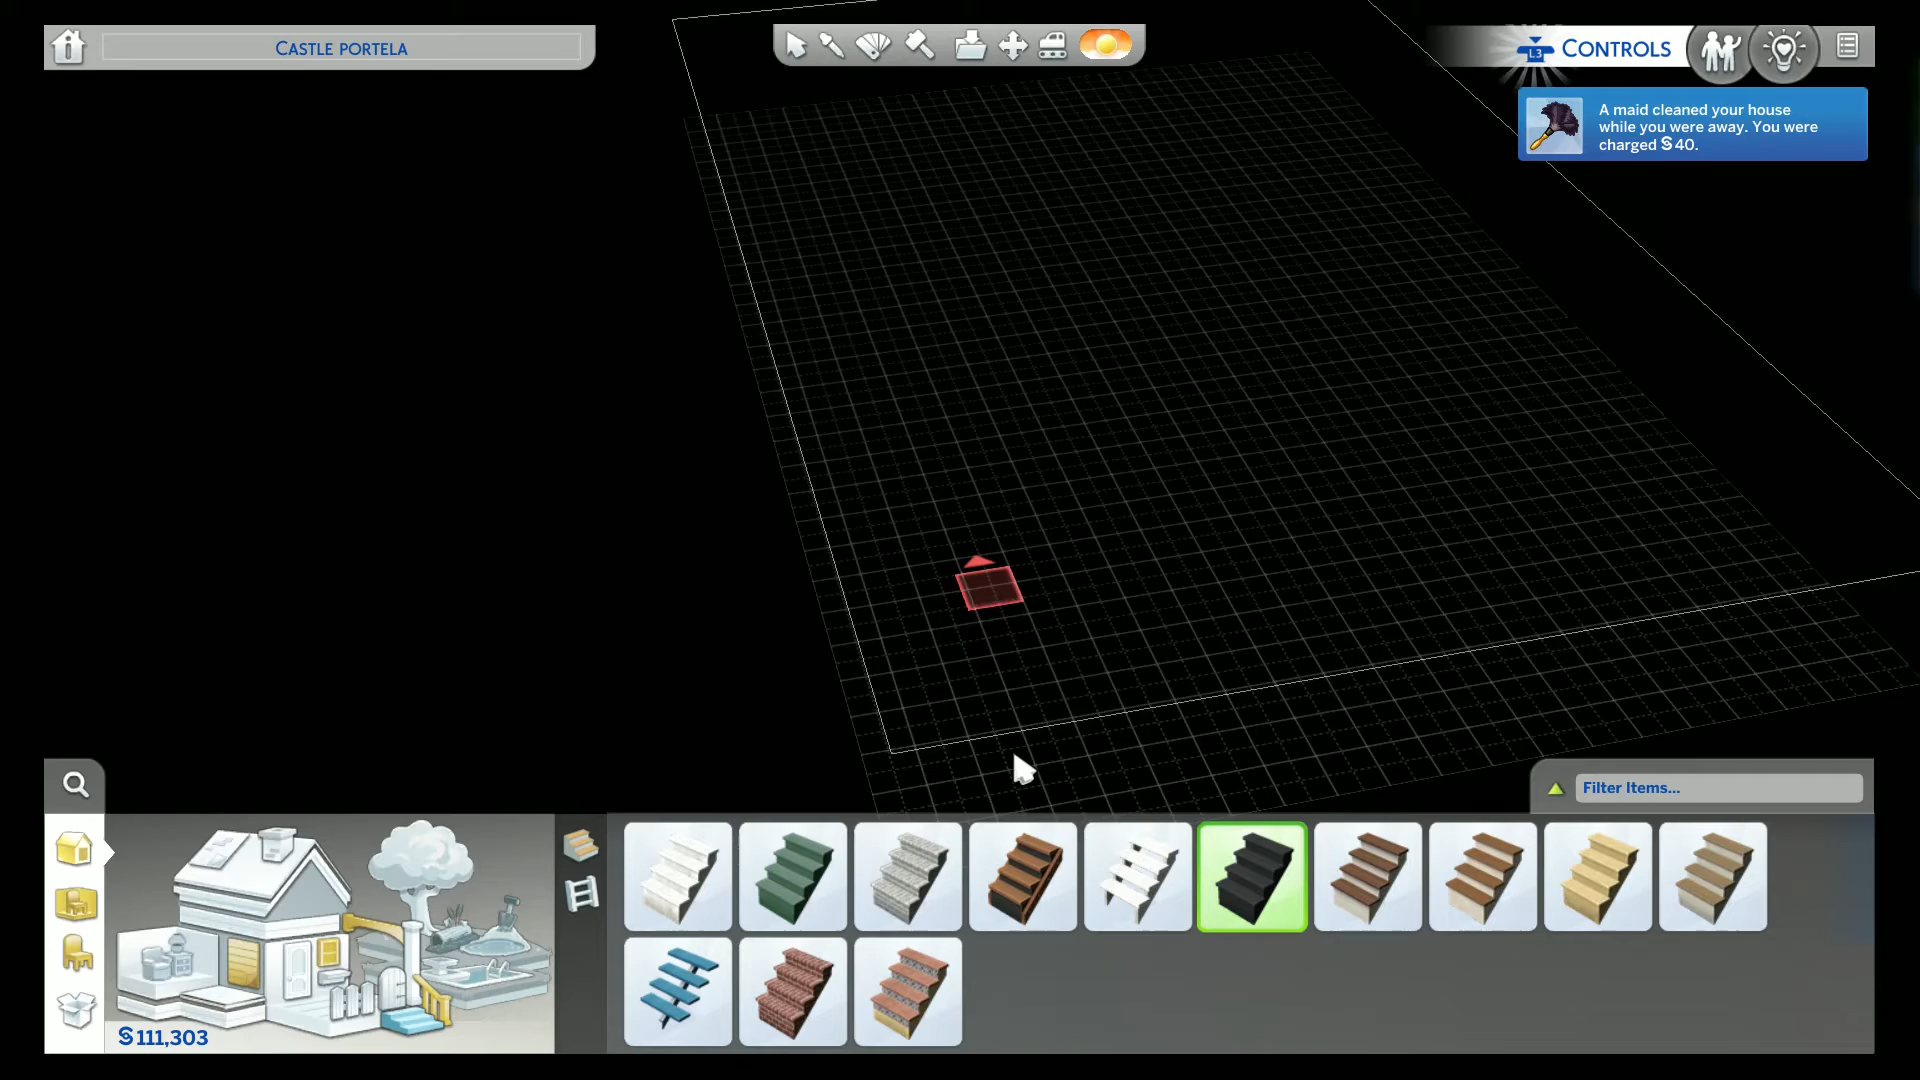 CASTLE PORTELA
L3 CONTROLS
A maid cleaned your house
while you were away. You were
charged §40.
Filter Items...
§111,303